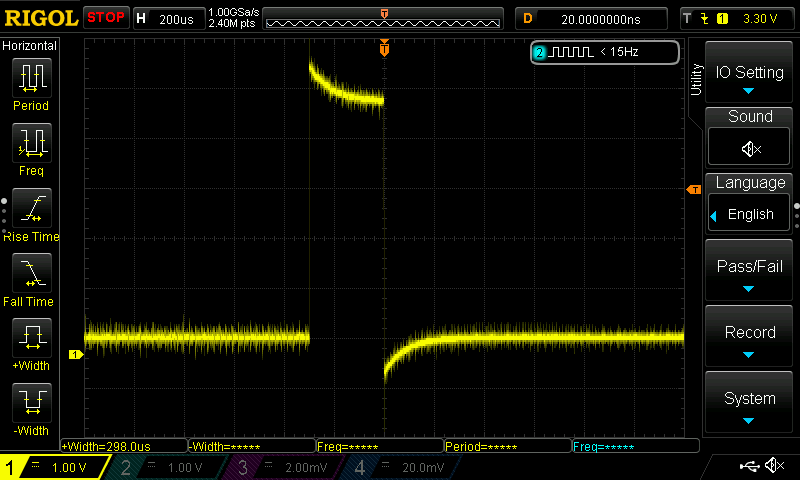 RIGOL STOP H 200us 1.00GSa/s 2.40M pts T D 20.0000000ns T 1 3.30 V
Horizontal
T
2 < 15Hz
Utility
IO Setting
Period
Sound
1 Freq
Language
English
T
Rise Time
Pass/Fail
Fall Time
Record
1
+Width
System
-Width
+Width=298.0us -Width=***** Freq=***** Period=***** Freq=*****
1 1.00 V 2 1.00 V 3 2.00mV 4 20.0mV